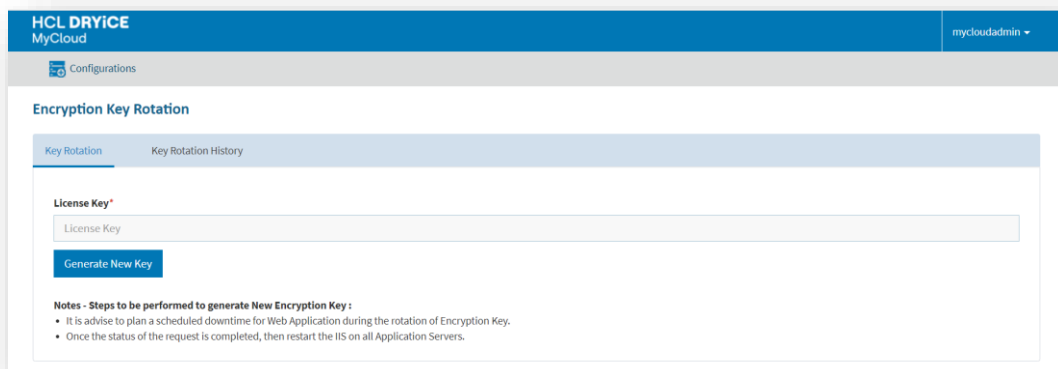 HCL DRYiCE
MyCloud
mycloudadmin
Configurations
Encryption Key Rotation
Key Rotation
Key Rotation History
License Key*
License Key
Generate New Key
Notes - Steps to be performed to generate New Encryption Key :
• It is advise to plan a scheduled downtime for Web Application during the rotation of Encryption Key.
• Once the status of the request is completed, then restart the IIS on all Application Servers.